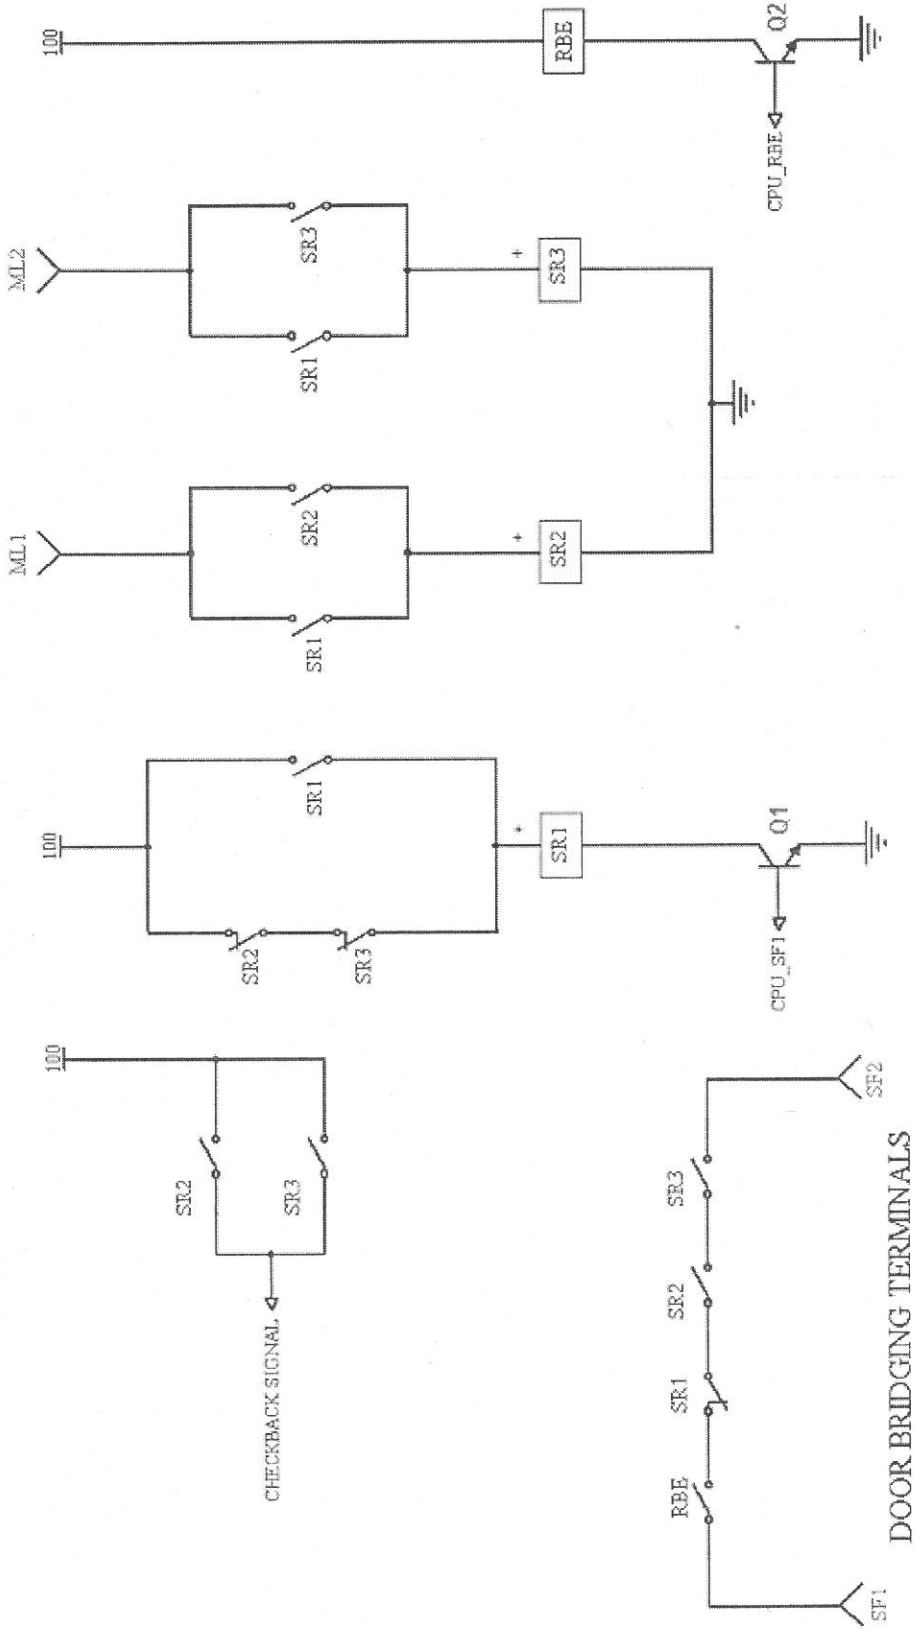 100
100
ML1
ML2
100
SR2
SR3
CHECKBACK SIGNAL
SR2
SR3
SR1
SR1
SR2
SR1
SR3
+
SR1
+
SR2
+
SR3
RBE
CPU_SF1
Q1
CPU_RBE
Q2
RBE
SR1
SR2
SR3
SF1
SF2
DOOR BRIDGING TERMINALS